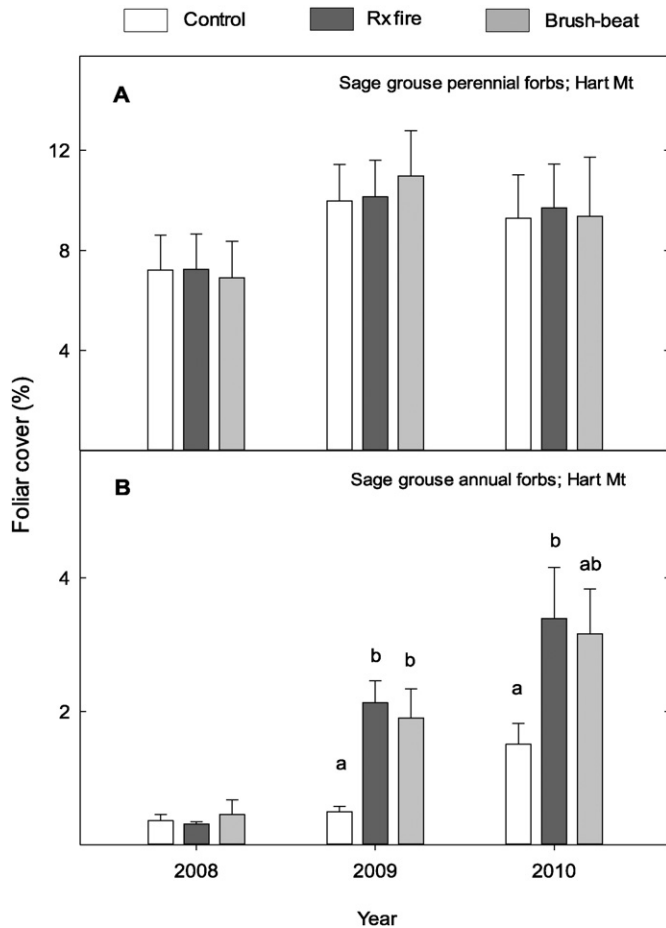 Control Rx fire Brush-beat
A Sage grouse perennial forbs; Hart Mt
12
8
4
Foliar cover (%)
B Sage grouse annual forbs; Hart Mt
4
2
a b b
a b ab
2008 2009 2010
Year